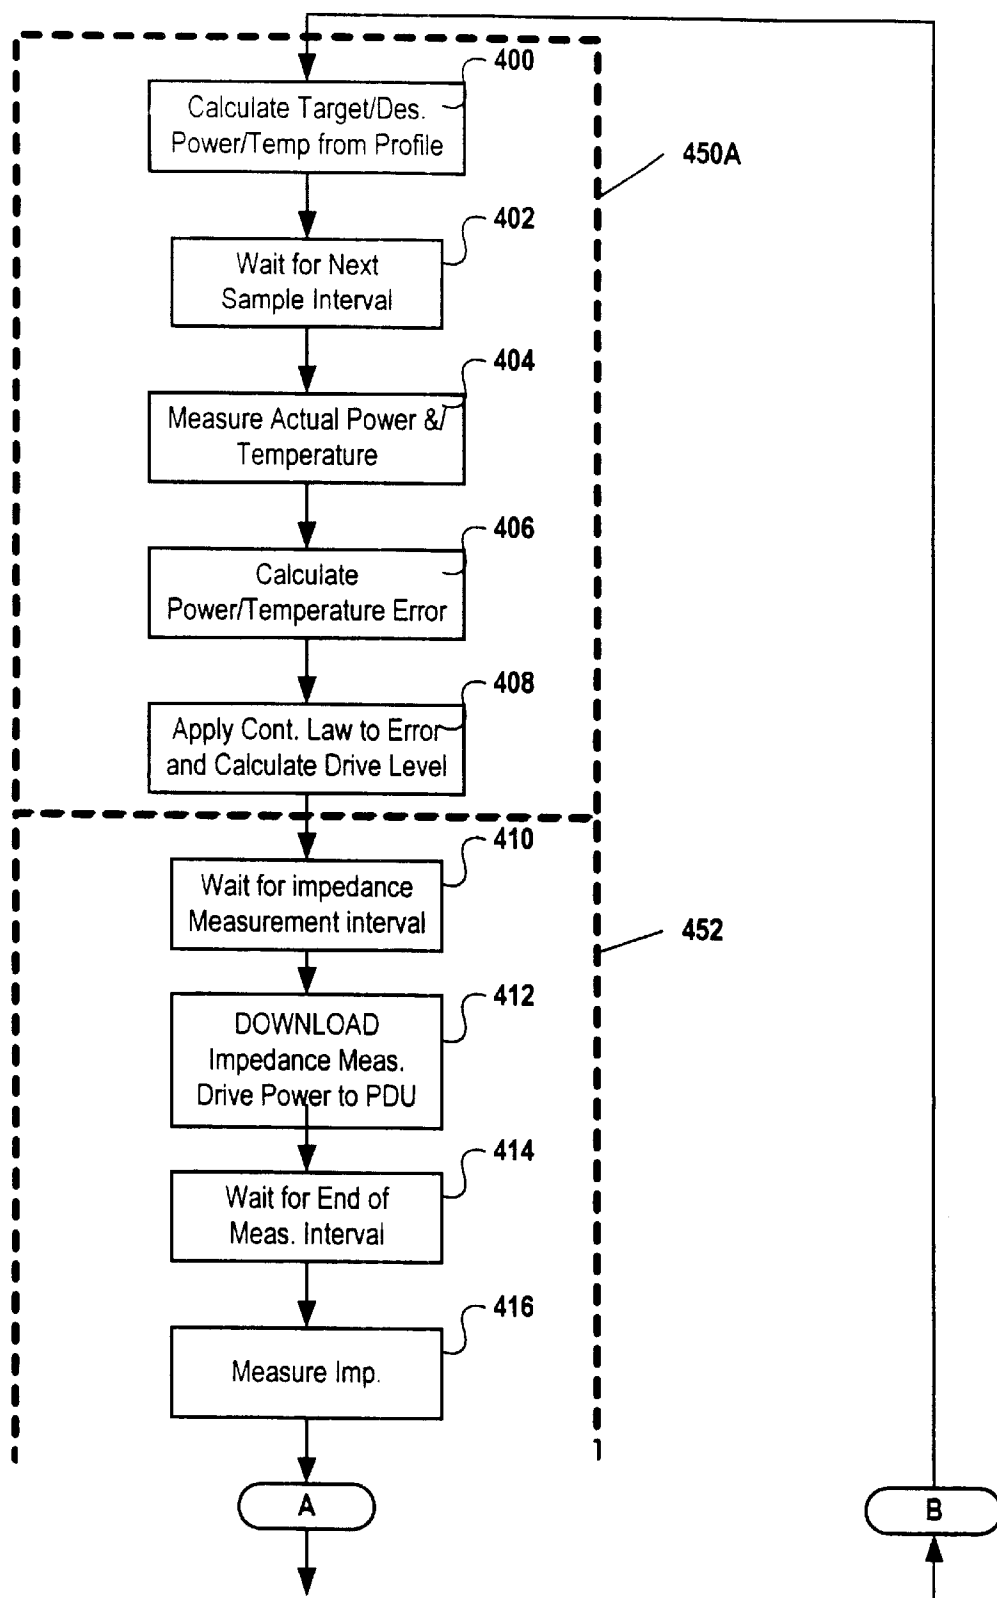 400
Calculate Target/Des.
Power/Temp from Profile
450A
402
Wait for Next
Sample Interval
404
Measure Actual Power &/
Temperature
406
Calculate
Power/Temperature Error
408
Apply Cont. Law to Error
and Calculate Drive Level
410
Wait for impedance
Measurement interval
452
412
DOWNLOAD
Impedance Meas.
Drive Power to PDU
414
Wait for End of
Meas. Interval
416
Measure Imp.
A
B